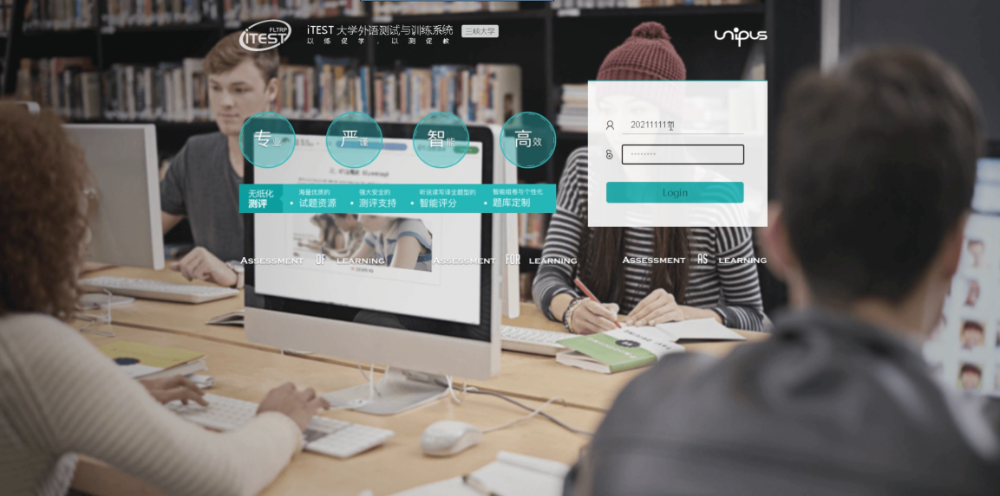 FLTRP
iTEST
iTEST 大学外语测试与训练系统
三峡大学
以练促学，以测促教
unipus
专业
严谨
智能
高效
无纸化
测评
海量优质的
• 试题资源
强大安全的
• 测评支持
听说读写译全题型的
• 智能评分
智能组卷与个性化
• 题库定制
20211111
Login
ASSESSMENT OF LEARNING
ASSESSMENT FOR LEARNING
ASSESSMENT AS LEARNING